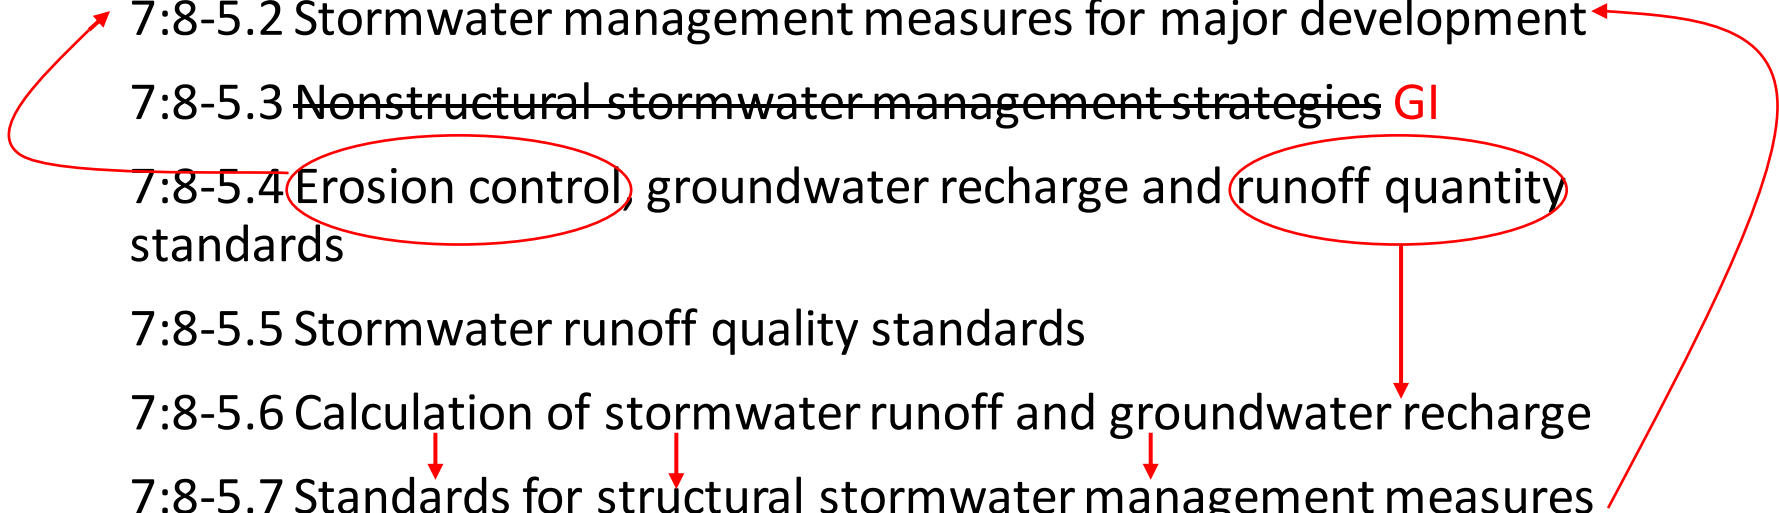 7:8-5.2 Stormwater management measures for major development
7:8-5.3 Nonstructural stormwater management strategies GI
7:8-5.4 Erosion control, groundwater recharge and runoff quantity
standards
7:8-5.5 Stormwater runoff quality standards
7:8-5.6 Calculation of stormwater runoff and groundwater recharge
7:8-5.7 Standards for structural stormwater management measures